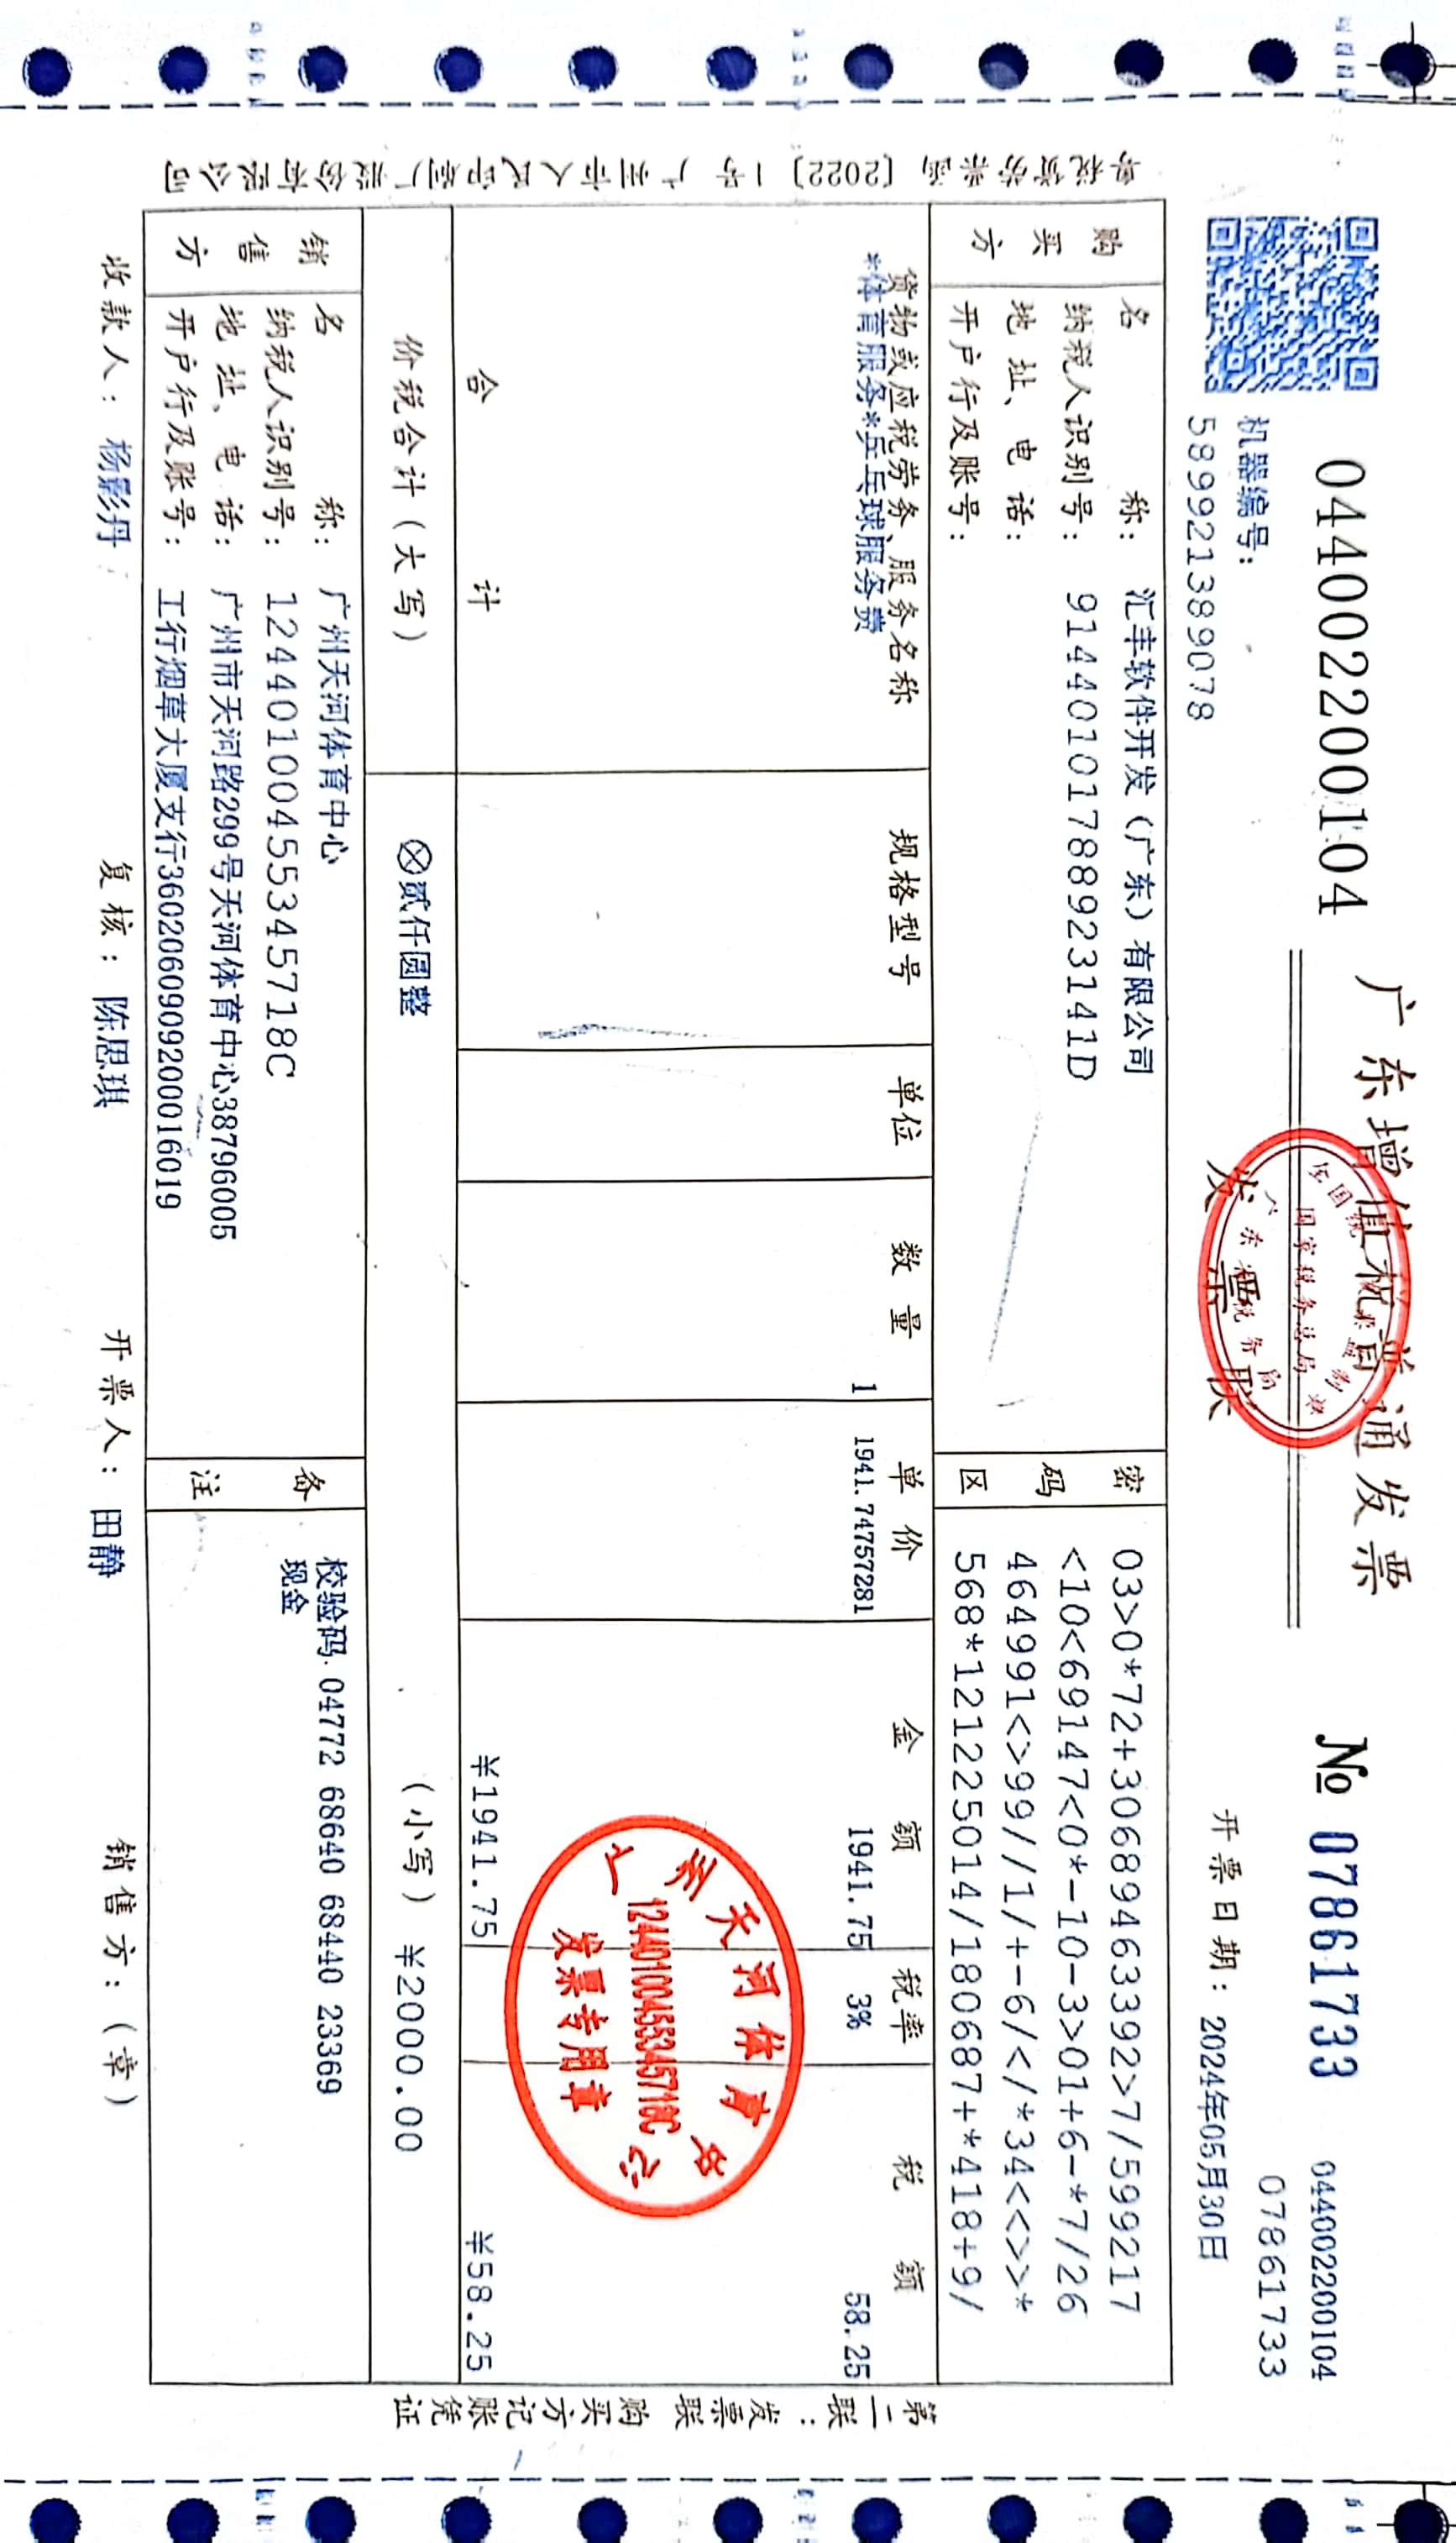 044002200104
广东增值税普通发票
№ 07861733
044002200104
07861733
机器编号:
589921389078
发票联
全国统一发票监制章
国家税务总局
广东省税务局
开票日期: 2024年05月30日
购买方
名称: 汇丰软件开发（广东）有限公司
纳税人识别号: 91440101788923141D
地址、电话:
开户行及账号:
密码区
03>0*72+306894633392>7/599217
<10<69147<0*-10-3>01+6-*7/26
464991<>99//1/+-6/</*34<<>>*
568*121225014/180687+*418+9/
货物或应税劳务、服务名称 规格型号 单位 数量 单价 金额 税率 税额
*体育服务*乒乓球服务费 1 1941.74757281 1941.75 3% 58.25
合计 ¥1941.75 ¥58.25
价税合计（大写） ⊗贰仟圆整 （小写） ¥2000.00
销售方
名称: 广州天河体育中心
纳税人识别号: 12440100455345718C
地址、电话: 广州市天河路299号天河体育中心38796005
开户行及账号: 工行烟草大厦支行3602060909200016019
备注
校验码 04772 68640 68440 23369
现金
收款人: 杨影丹
复核: 陈思琪
开票人: 田静
销售方:（章）
广州天河体育中心
12440100455345718C
发票专用章
第二联: 发票联 购买方记账凭证
[2022] 1号 广州市人民印刷厂股份有限公司